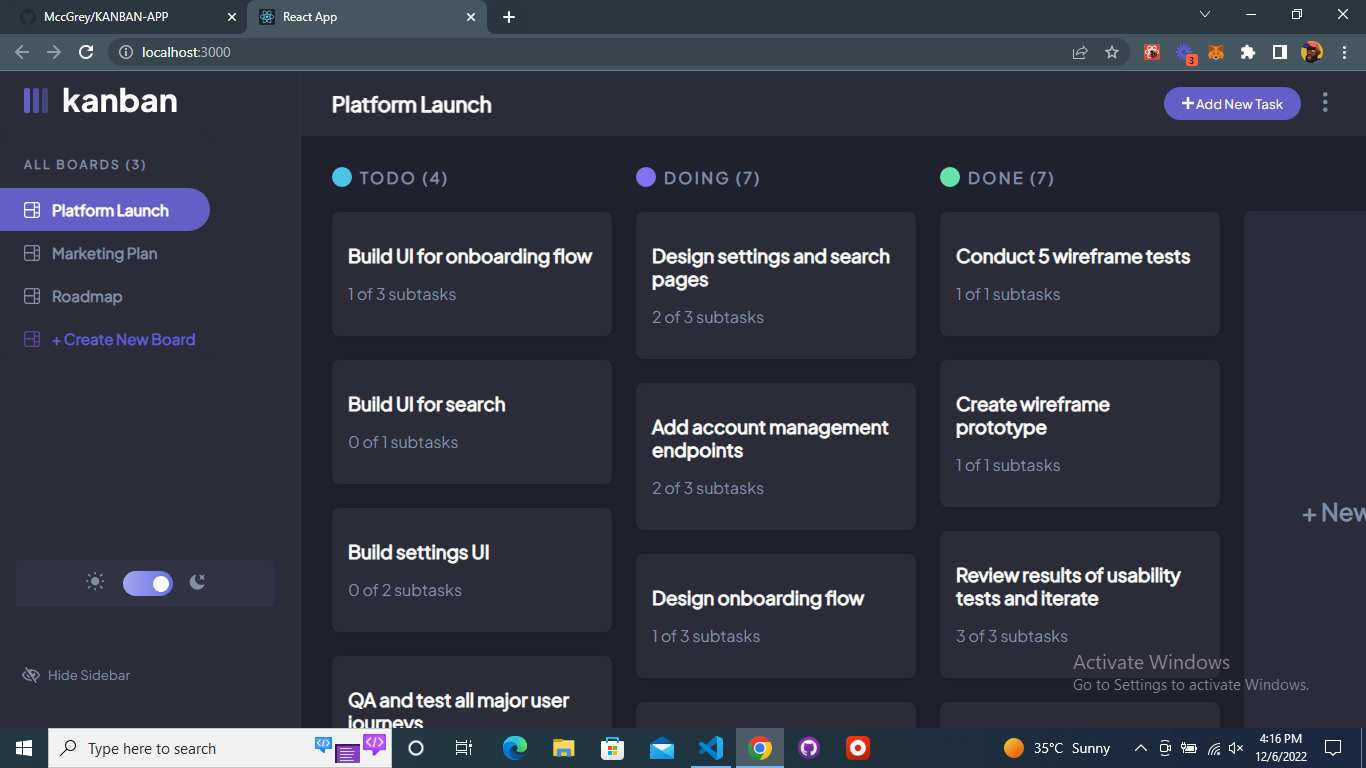 MccGrey/KANBAN-APP
React App
localhost:3000
3
kanban
ALL BOARDS (3)
Platform Launch
Marketing Plan
Roadmap
+ Create New Board
Hide Sidebar
Platform Launch
+Add New Task
TODO (4)
Build UI for onboarding flow
1 of 3 subtasks
Build UI for search
0 of 1 subtasks
Build settings UI
0 of 2 subtasks
QA and test all major user
journeys
DOING (7)
Design settings and search
pages
2 of 3 subtasks
Add account management
endpoints
2 of 3 subtasks
Design onboarding flow
1 of 3 subtasks
DONE (7)
Conduct 5 wireframe tests
1 of 1 subtasks
Create wireframe
prototype
1 of 1 subtasks
Review results of usability
tests and iterate
3 of 3 subtasks
+ New
Activate Windows
Go to Settings to activate Windows.
Type here to search
35°C Sunny
4:16 PM
12/6/2022